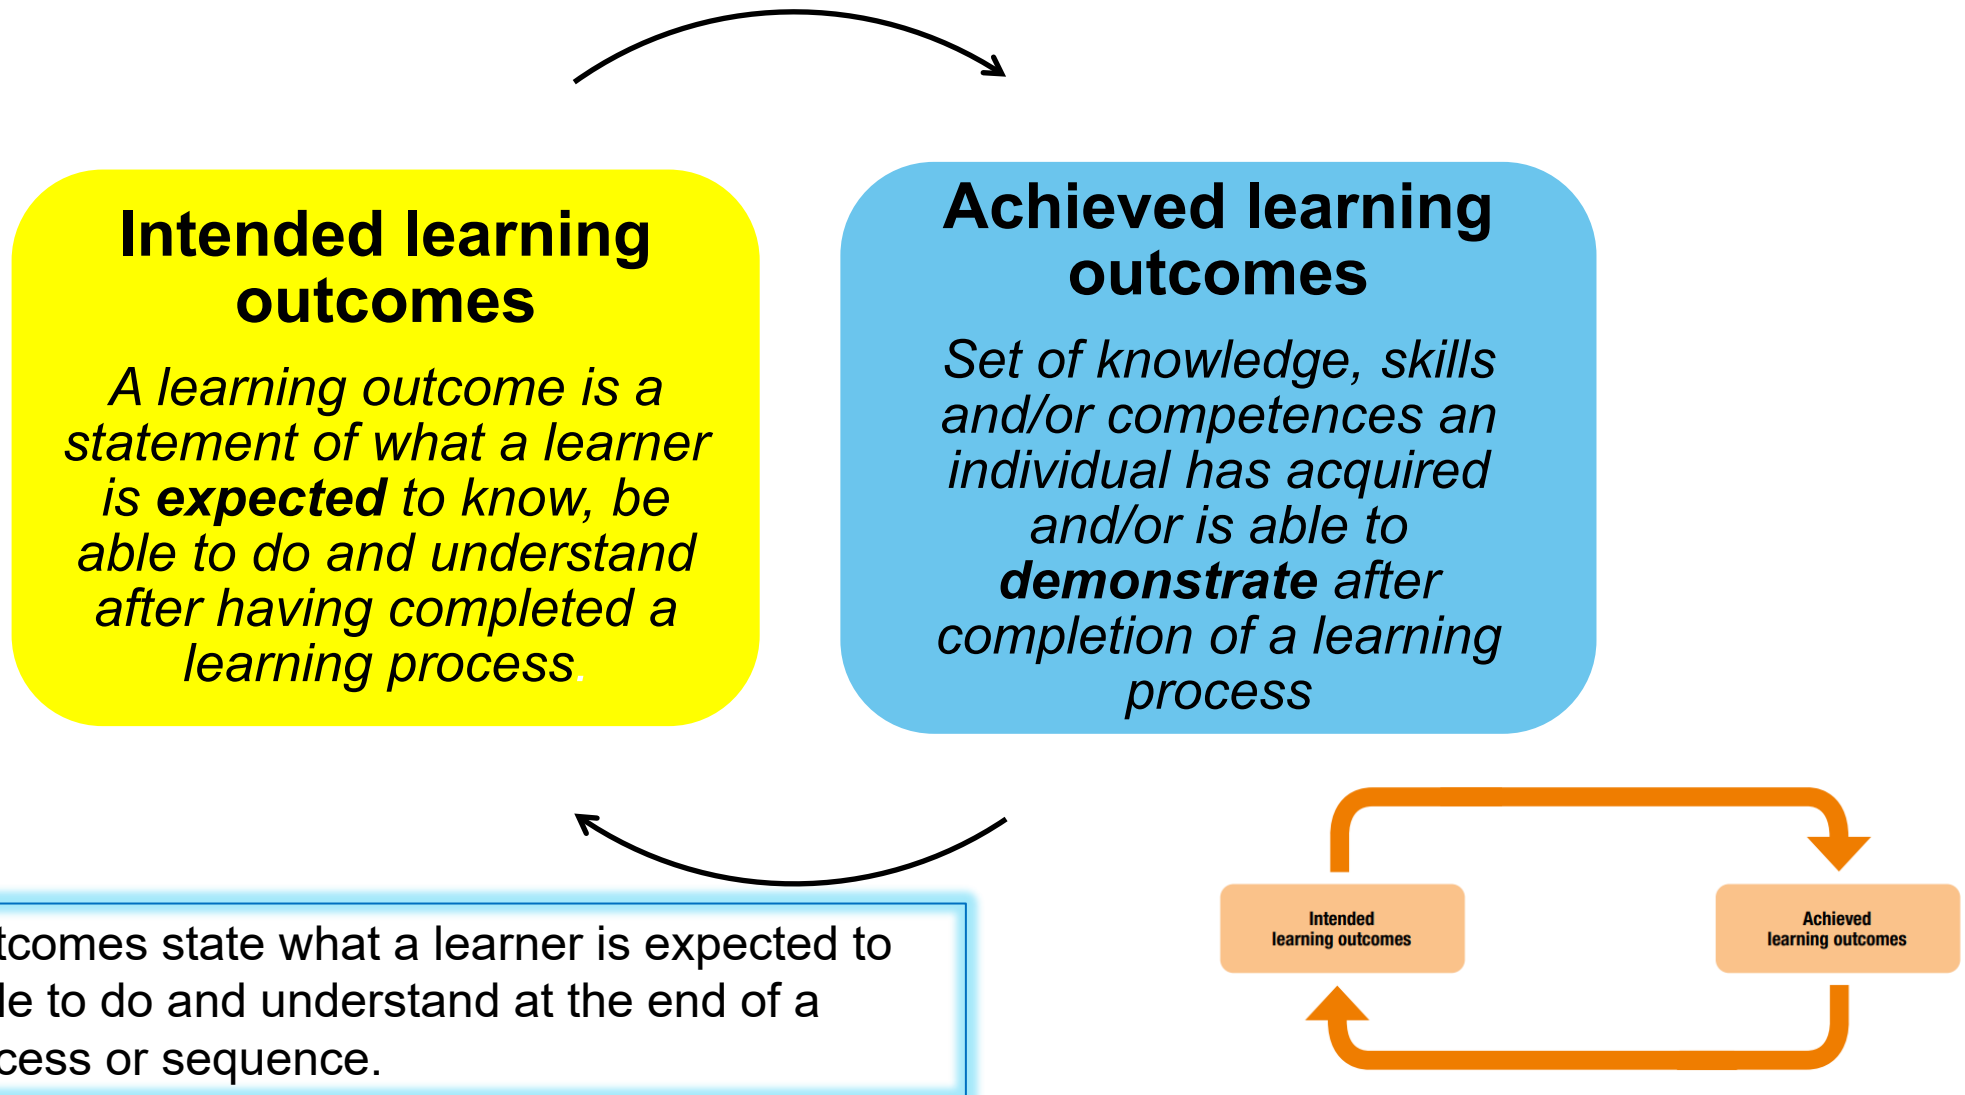 Intended learning
outcomes
A learning outcome is a
statement of what a learner
is expected to know, be
able to do and understand
after having completed a
learning process.
Achieved learning
outcomes
Set of knowledge, skills
and/or competences an
individual has acquired
and/or is able to
demonstrate after
completion of a learning
process
tcomes state what a learner is expected to
le to do and understand at the end of a
cess or sequence.
Intended
learning outcomes
Achieved
learning outcomes